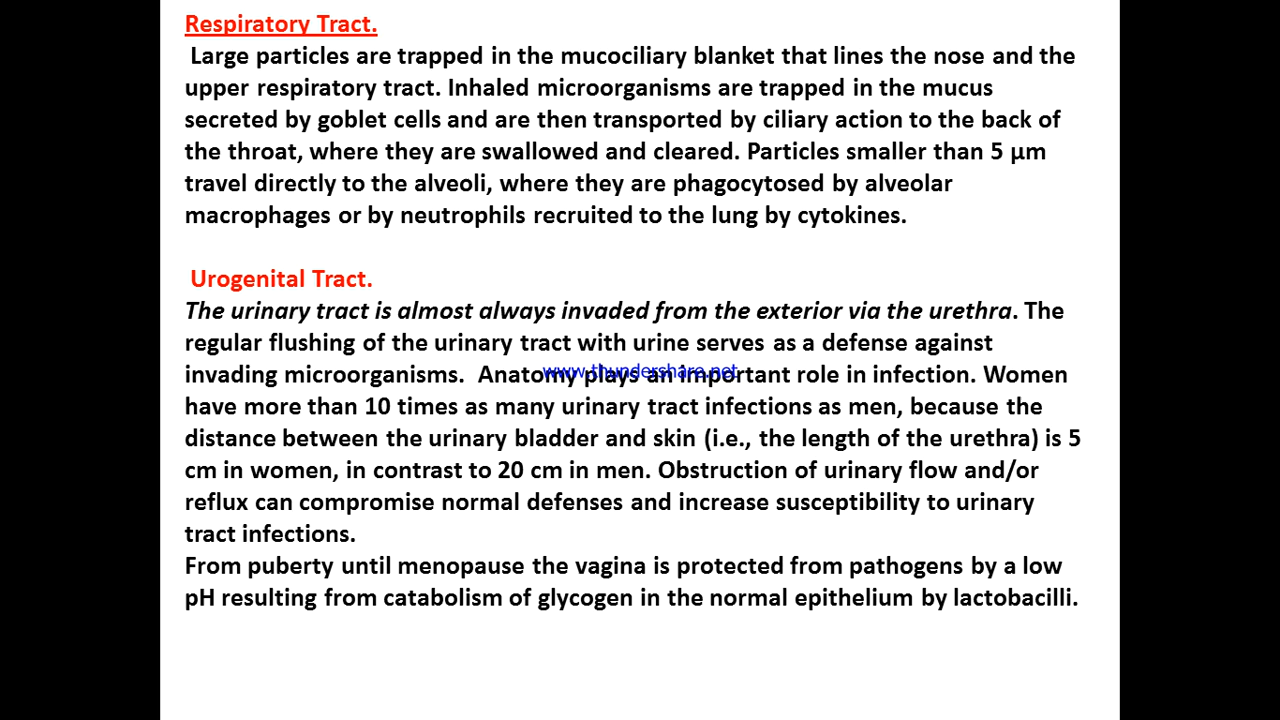 Respiratory Tract.
Large particles are trapped in the mucociliary blanket that lines the nose and the
upper respiratory tract. Inhaled microorganisms are trapped in the mucus
secreted by goblet cells and are then transported by ciliary action to the back of
the throat, where they are swallowed and cleared. Particles smaller than 5 μm
travel directly to the alveoli, where they are phagocytosed by alveolar
macrophages or by neutrophils recruited to the lung by cytokines.
Urogenital Tract.
The urinary tract is almost always invaded from the exterior via the urethra. The
regular flushing of the urinary tract with urine serves as a defense against
invading microorganisms.  Anatomy plays an important role in infection. Women
www.thundershare.net
have more than 10 times as many urinary tract infections as men, because the
distance between the urinary bladder and skin (i.e., the length of the urethra) is 5
cm in women, in contrast to 20 cm in men. Obstruction of urinary flow and/or
reflux can compromise normal defenses and increase susceptibility to urinary
tract infections.
From puberty until menopause the vagina is protected from pathogens by a low
pH resulting from catabolism of glycogen in the normal epithelium by lactobacilli.